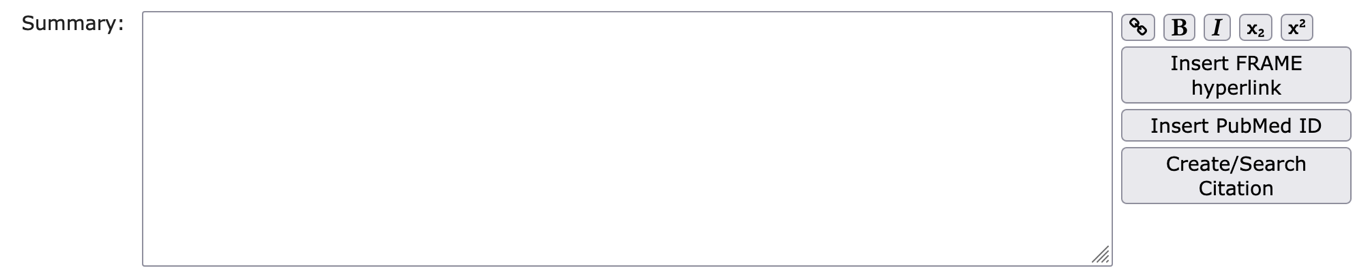 Summary:
B I x₂ x²
Insert FRAME
hyperlink
Insert PubMed ID
Create/Search
Citation